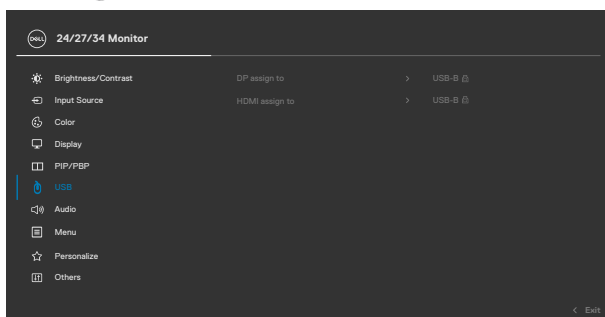 DELL 24/27/34 Monitor
Brightness/Contrast DP assign to > USB-B
Input Source HDMI assign to > USB-B
Color
Display
PIP/PBP
USB
Audio
Menu
Personalize
Others
< Exit